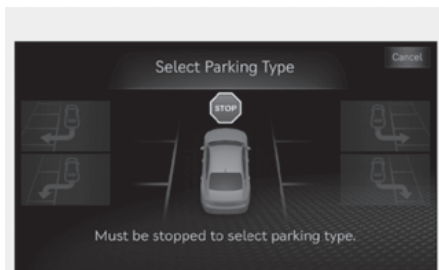 Select Parking Type
Cancel
STOP
Must be stopped to select parking type.